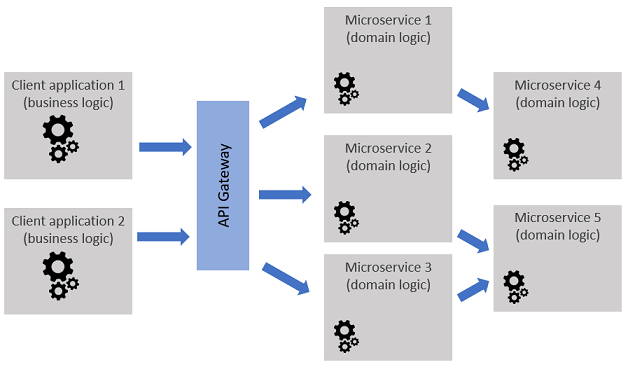 Client application 1
(business logic)
Client application 2
(business logic)
API Gateway
Microservice 1
(domain logic)
Microservice 2
(domain logic)
Microservice 3
(domain logic)
Microservice 4
(domain logic)
Microservice 5
(domain logic)